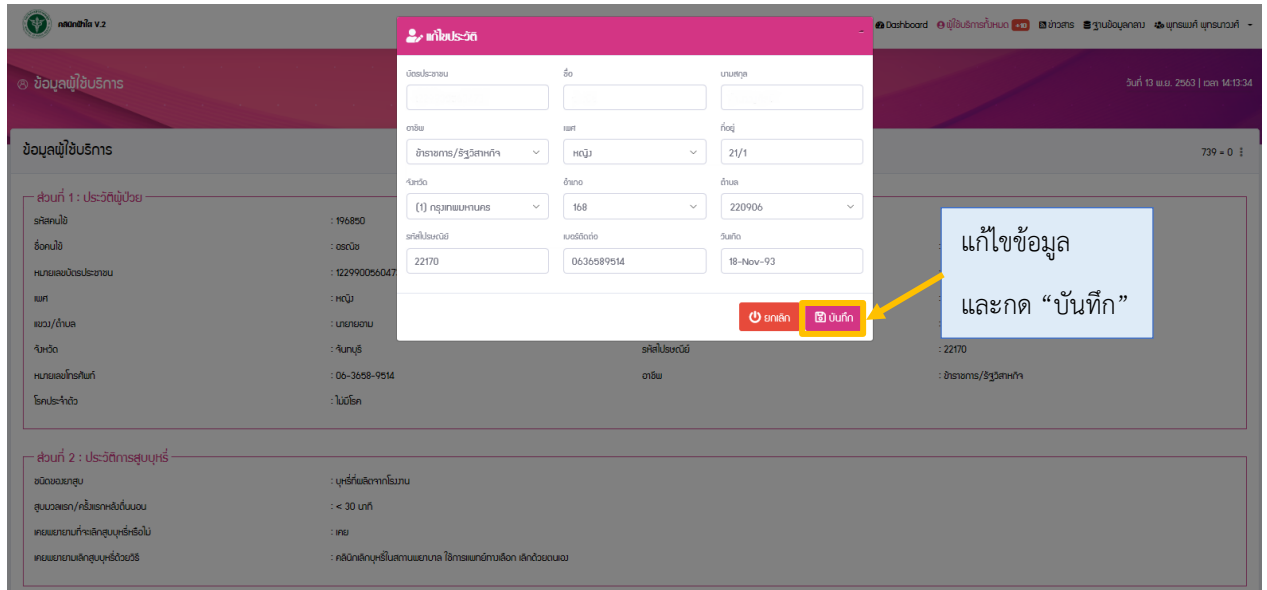 คลินิกฟ้าใส V.2
Dashboard ผู้ใช้บริการทั้งหมด +10 ข่าวสาร ฐานข้อมูลกลาง
แก้ไขประวัติ
ข้อมูลผู้ใช้บริการ
วันที่ 13 พ.ย. 2563 | เวลา 14:13:34
บัตรประชาชน ชื่อ นามสกุล
อาชีพ เพศ ที่อยู่
ข้าราชการ/รัฐวิสาหกิจ หญิง 21/1
จังหวัด อำเภอ ตำบล
(1) กรุงเทพมหานคร 168 220906
รหัสไปรษณีย์ เบอร์ติดต่อ วันเกิด
22170 0636589514 18-Nov-93
ยกเลิก บันทึก
แก้ไขข้อมูล
และกด “บันทึก”
ข้อมูลผู้ใช้บริการ
739 = 0
ส่วนที่ 1 : ประวัติผู้ป่วย
รหัสคนไข้ : 196850
ชื่อคนไข้ : อรณิช
หมายเลขบัตรประชาชน : 122990056047
เพศ : หญิง
แขวง/ตำบล : นายายอาม
จังหวัด : จันทบุรี รหัสไปรษณีย์ : 22170
หมายเลขโทรศัพท์ : 06-3658-9514 อาชีพ : ข้าราชการ/รัฐวิสาหกิจ
โรคประจำตัว : ไม่มีโรค
ส่วนที่ 2 : ประวัติการสูบบุหรี่
ชนิดของยาสูบ : บุหรี่ที่ผลิตจากโรงงาน
สูบมวลแรก/ครั้งแรกหลังตื่นนอน : < 30 นาที
เคยพยายามที่จะเลิกสูบบุหรี่หรือไม่ : เคย
เคยพยายามเลิกสูบบุหรี่ด้วยวิธี : คลินิกเลิกบุหรี่ในสถานพยาบาล ใช้การแพทย์ทางเลือก เลิกด้วยตนเอง